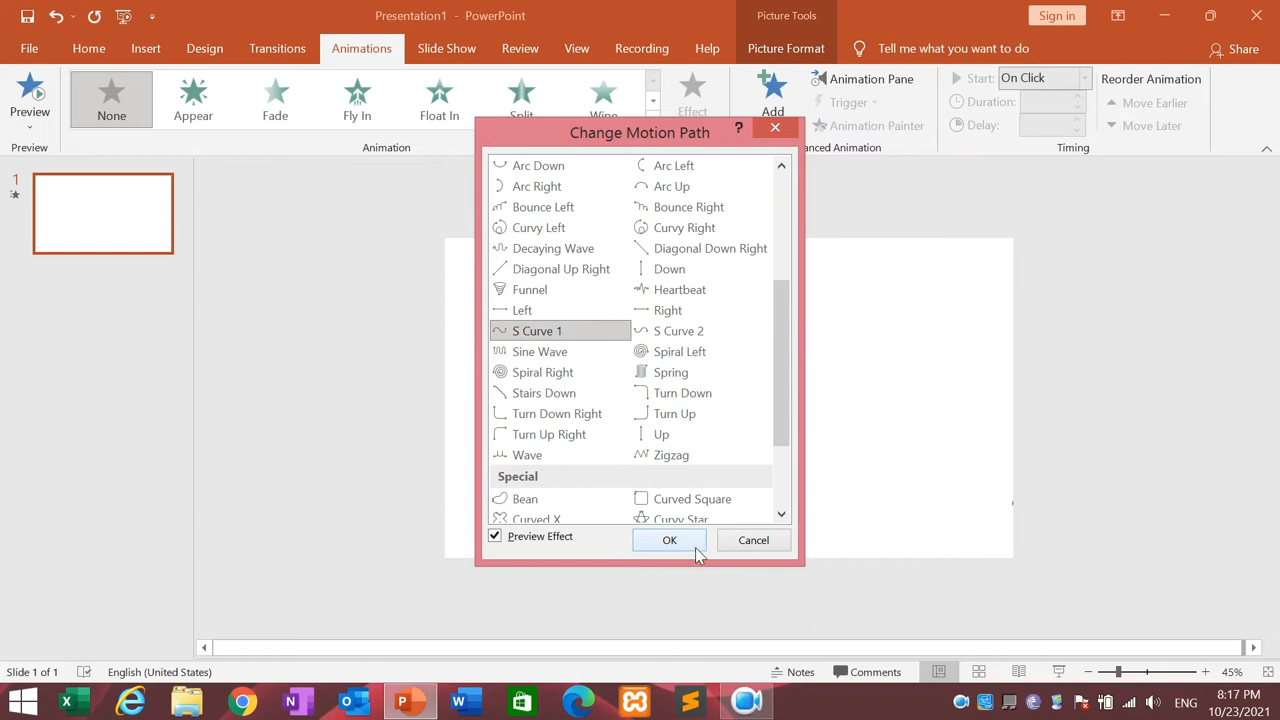 Presentation1 - PowerPoint
Picture Tools
Sign in
File
Home
Insert
Design
Transitions
Animations
Slide Show
Review
View
Recording
Help
Picture Format
Tell me what you want to do
Share
Preview
None
Appear
Fade
Fly In
Float In
Split
Wipe
Effect
Add
Animation Pane
Trigger
Animation Painter
Start: On Click
Duration:
Delay:
Reorder Animation
Move Earlier
Move Later
Preview
Animation
Timing
Change Motion Path
?
Arc Down
Arc Left
Arc Right
Arc Up
Bounce Left
Bounce Right
Curvy Left
Curvy Right
Decaying Wave
Diagonal Down Right
Diagonal Up Right
Down
Funnel
Heartbeat
Left
Right
S Curve 1
S Curve 2
Sine Wave
Spiral Left
Spiral Right
Spring
Stairs Down
Turn Down
Turn Down Right
Turn Up
Turn Up Right
Up
Wave
Zigzag
Special
Bean
Curved Square
Curved X
Curvy Star
Preview Effect
OK
Cancel
1
Slide 1 of 1
English (United States)
Notes
Comments
45%
ENG
8:17 PM
10/23/2021